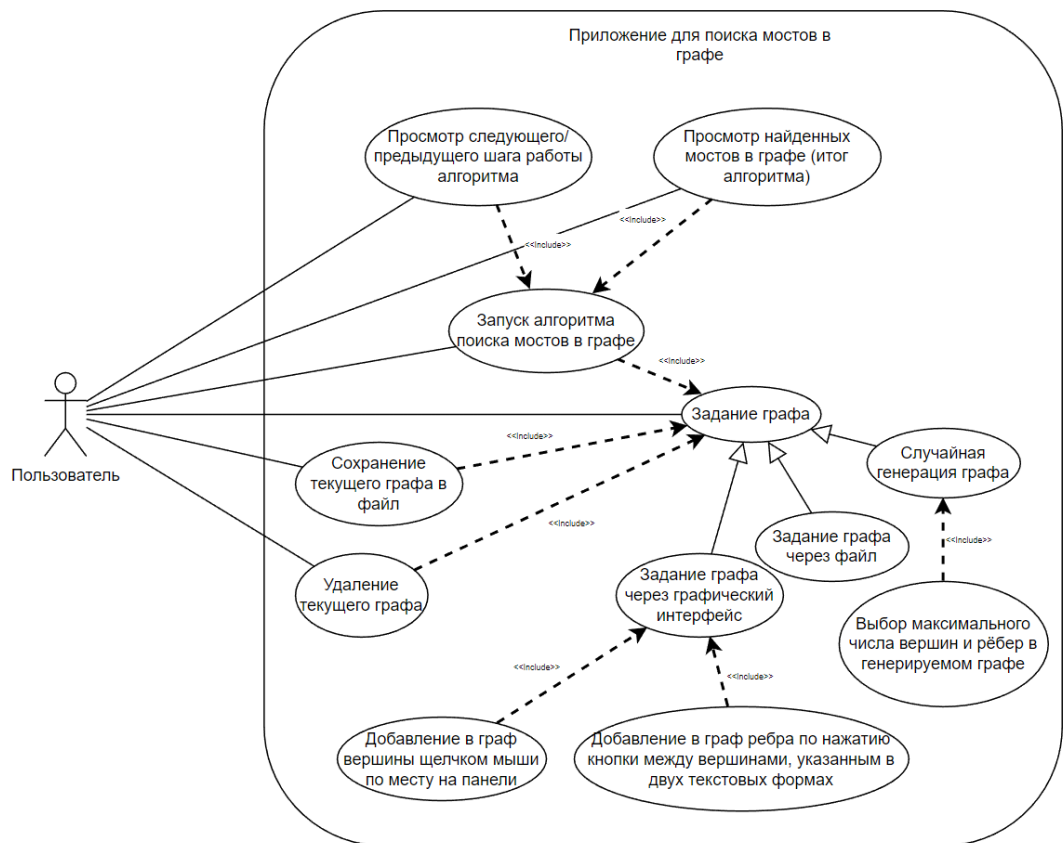 Приложение для поиска мостов в
графе
Просмотр следующего/
предыдущего шага работы
алгоритма
Просмотр найденных
мостов в графе (итог
алгоритма)
<<Include>>
<<Include>>
Запуск алгоритма
поиска мостов в графе
<<Include>>
Задание графа
Пользователь
<<Include>>
Сохранение
текущего графа в
файл
Случайная
генерация графа
<<Include>>
Задание графа
через файл
<<Include>>
Удаление
текущего графа
Задание графа
через графический
интерфейс
Выбор максимального
числа вершин и рёбер в
генерируемом графе
<<Include>>
<<Include>>
Добавление в граф
вершины щелчком мыши
по месту на панели
Добавление в граф ребра по нажатию
кнопки между вершинами, указанным в
двух текстовых формах